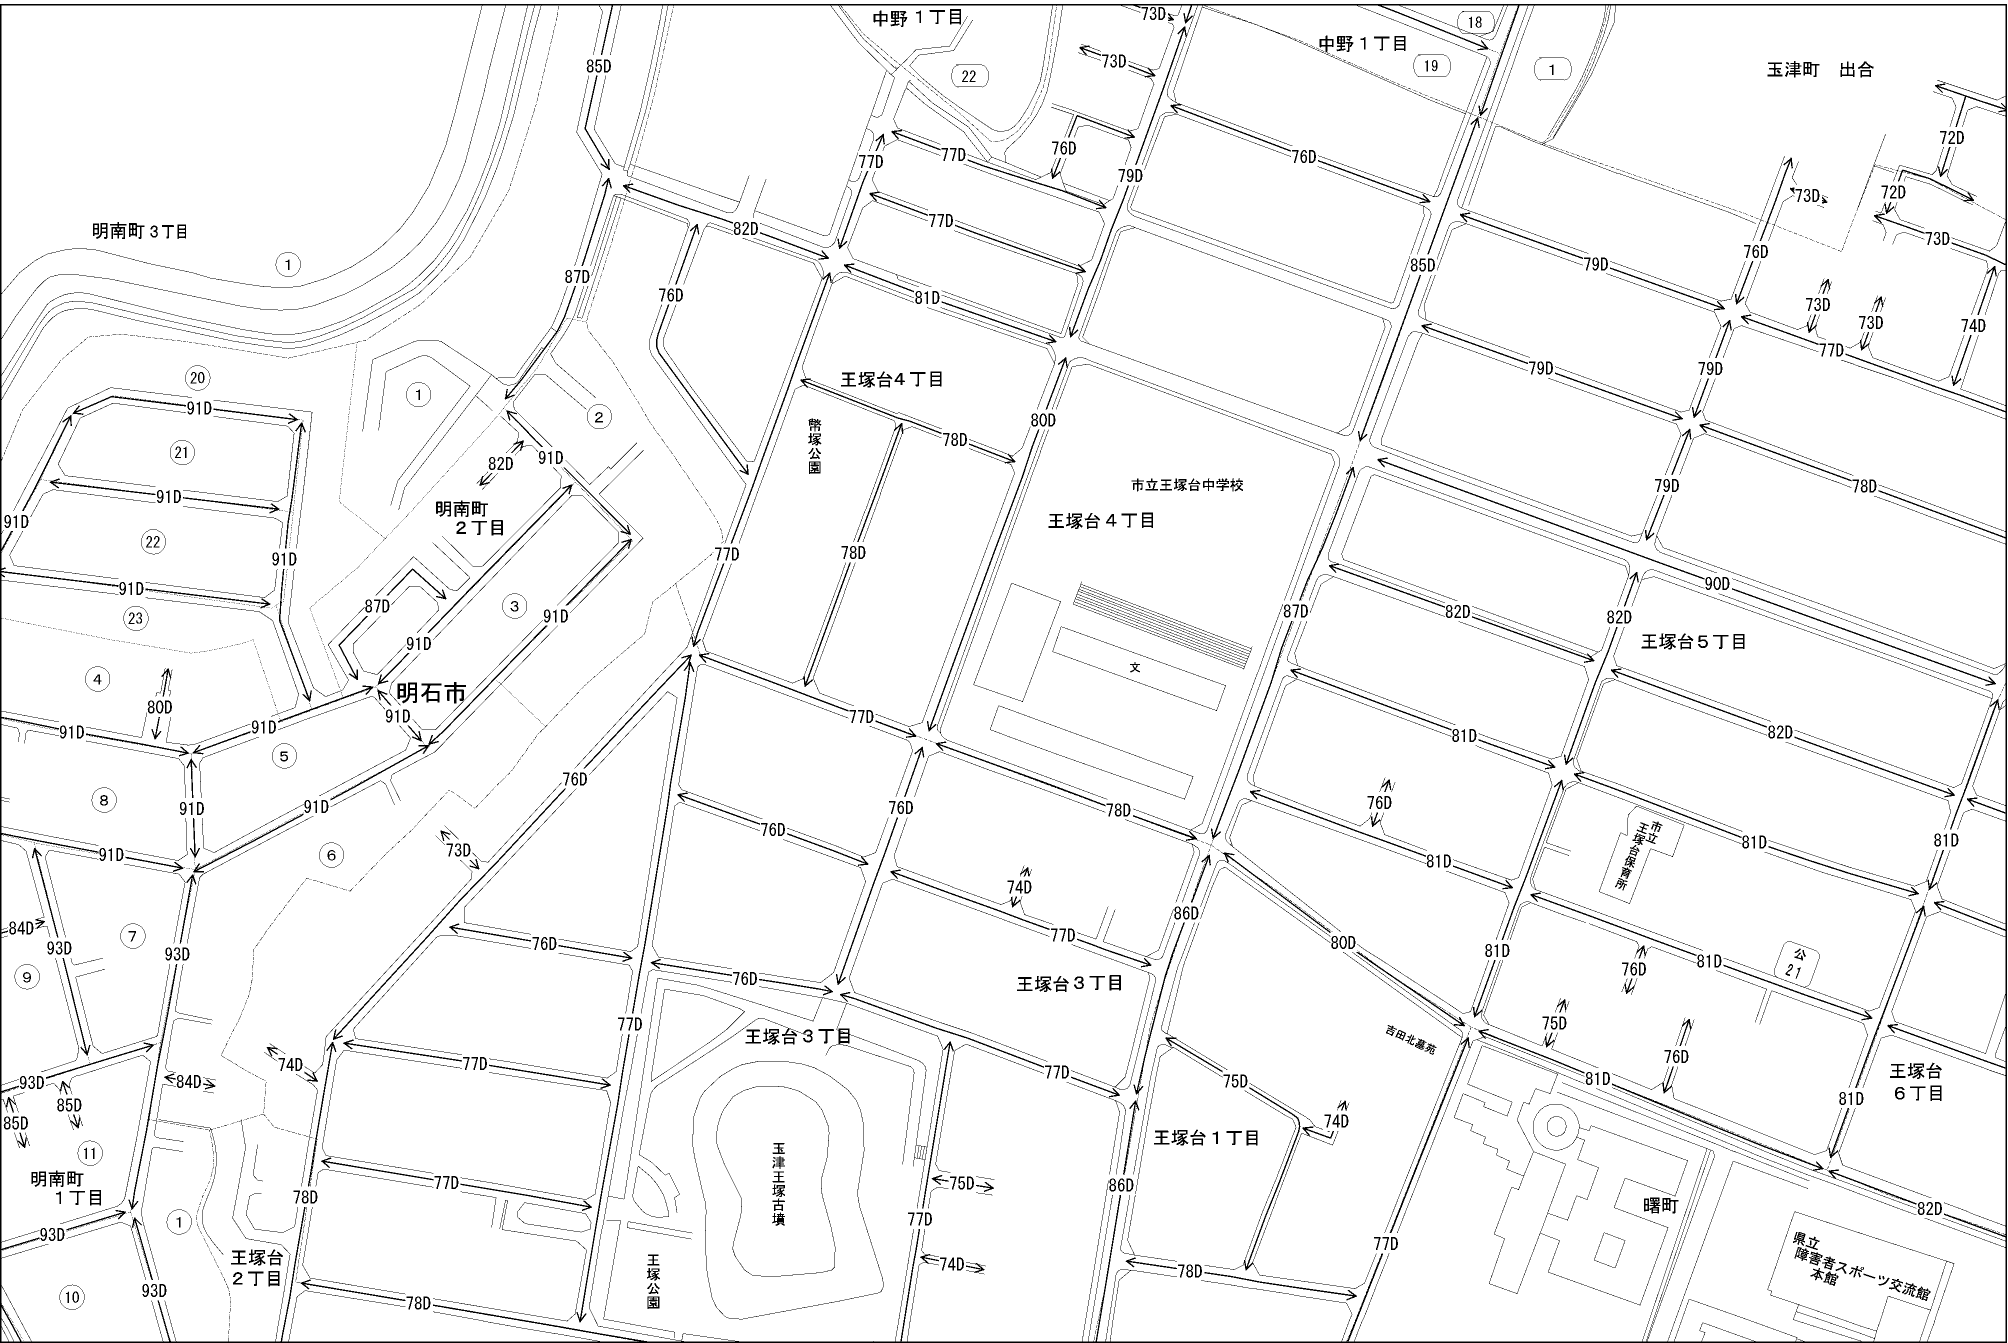 中野１丁目
73D
18
85D
73D
中野１丁目
19
1
玉津町　出合
22
72D
77D
77D
76D
76D
79D
72D
73D
77D
82D
明南町３丁目
1
87D
76D
81D
85D
79D
76D
73D
73D
73D
74D
77D
20
91D
1
2
王塚台４丁目
幣塚公園
78D
80D
79D
79D
21
91D
91D
82D
91D
明南町
２丁目
市立王塚台中学校
王塚台４丁目
79D
78D
22
91D
91D
77D
78D
90D
23
87D
3
91D
91D
87D
82D
82D
王塚台５丁目
文
4
80D
明石市
91D
91D
91D
5
77D
81D
82D
8
91D
91D
76D
76D
76D
78D
76D
市立
王塚台保育所
81D
81D
91D
6
73D
74D
81D
84D
93D
7
93D
9
76D
77D
86D
80D
81D
81D
公
21
76D
76D
王塚台３丁目
王塚台３丁目
77D
吉田北墓苑
75D
76D
93D
84D
74D
77D
77D
75D
81D
王塚台
６丁目
81D
85D
85D
11
74D
王塚台１丁目
明南町
１丁目
玉津王塚古墳
1
78D
77D
75D
86D
77D
曙町
82D
93D
93D
10
王塚台
２丁目
78D
王塚公園
74D
78D
77D
県立
障害者スポーツ交流館
本館